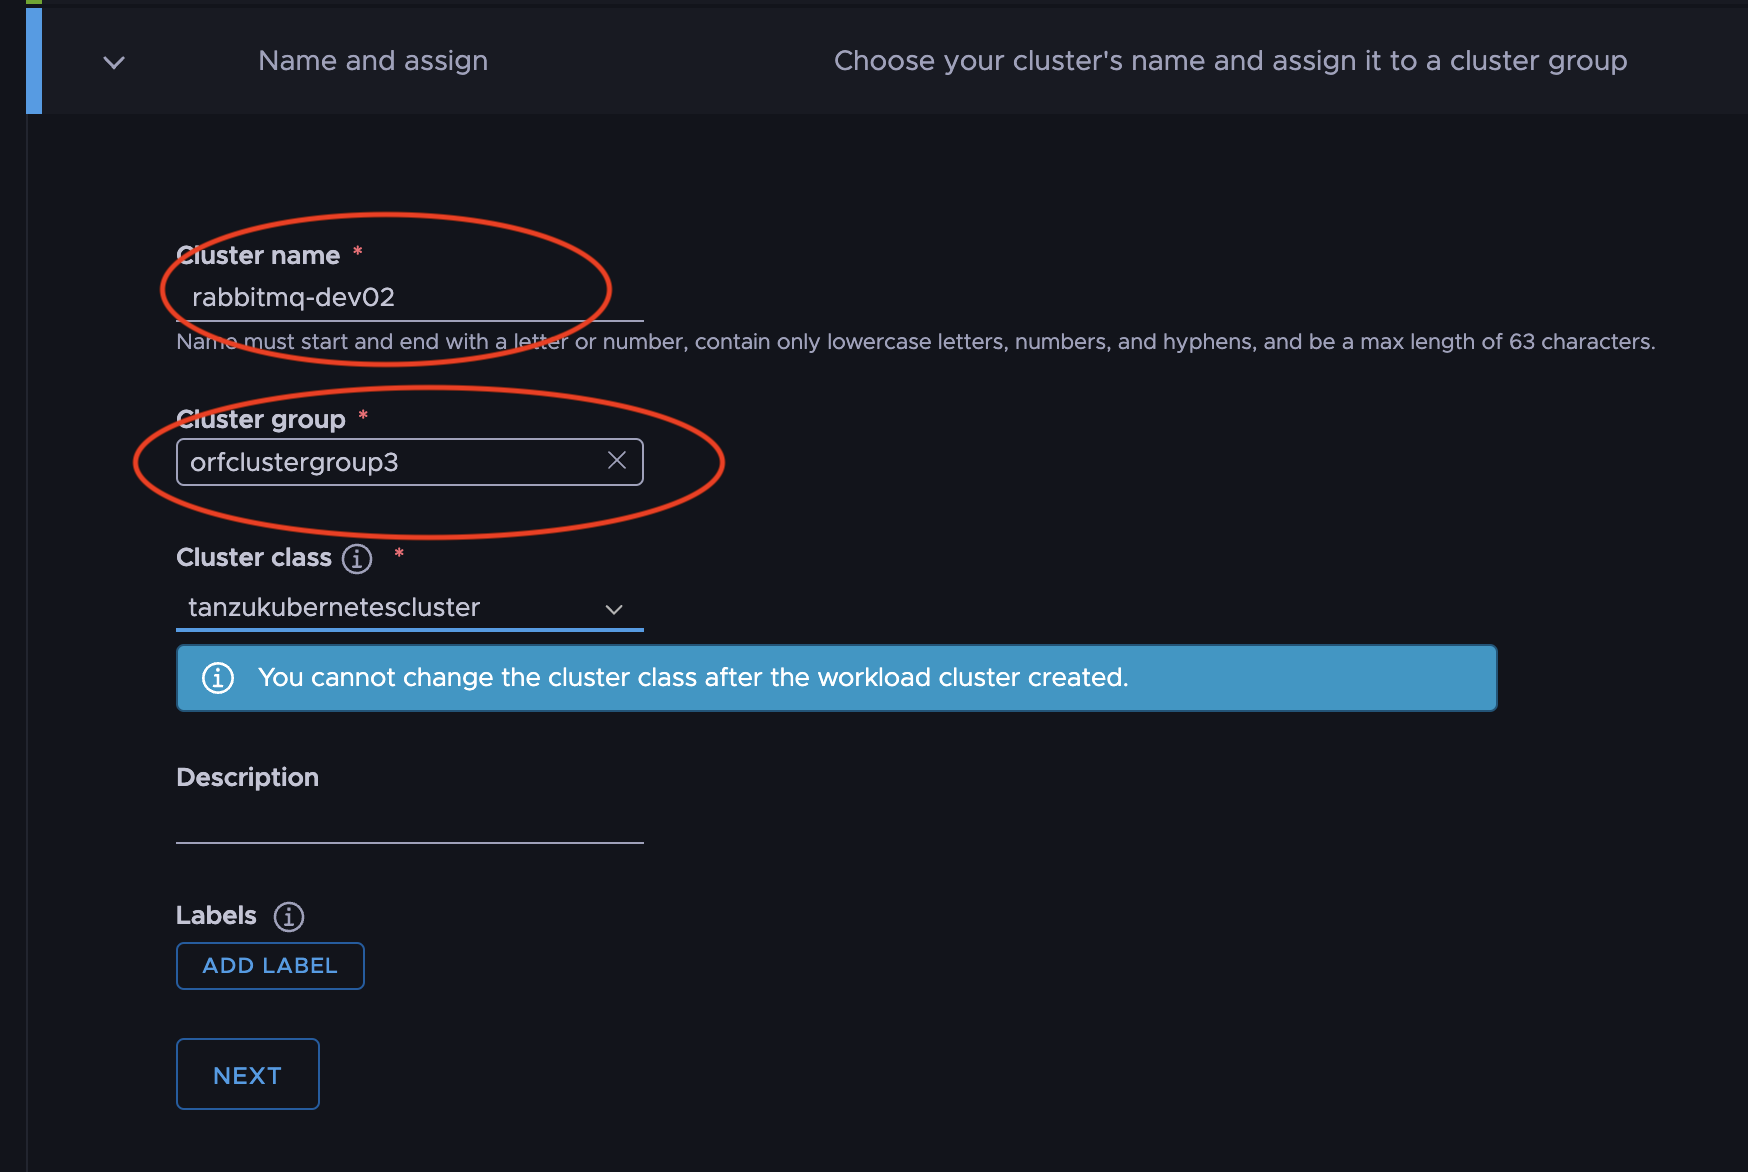 Name and assign
Choose your cluster's name and assign it to a cluster group
Cluster name *
rabbitmq-dev02
Name must start and end with a letter or number, contain only lowercase letters, numbers, and hyphens, and be a max length of 63 characters.
Cluster group *
orfclustergroup3
Cluster class *
tanzukubernetescluster
You cannot change the cluster class after the workload cluster created.
Description
Labels
ADD LABEL
NEXT